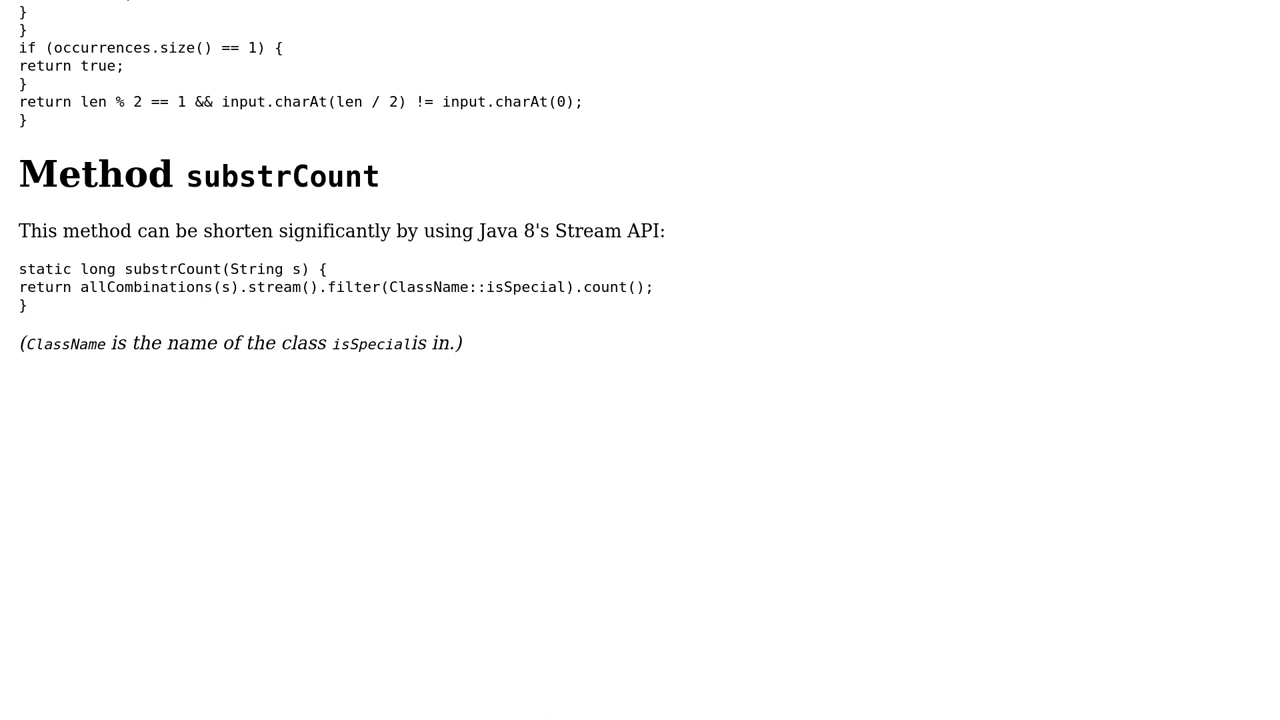 }
}
if (occurrences.size() == 1) {
return true;
}
return len % 2 == 1 && input.charAt(len / 2) != input.charAt(0);
}
Method substrCount
This method can be shorten significantly by using Java 8's Stream API:
static long substrCount(String s) {
return allCombinations(s).stream().filter(ClassName::isSpecial).count();
}
(ClassName is the name of the class isSpecialis in.)